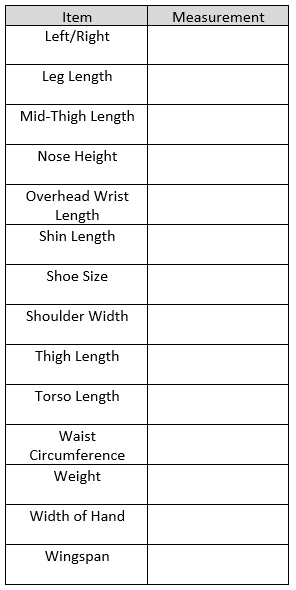 Item Measurement
Left/Right
Leg Length
Mid-Thigh Length
Nose Height
Overhead Wrist
Length
Shin Length
Shoe Size
Shoulder Width
Thigh Length
Torso Length
Waist
Circumference
Weight
Width of Hand
Wingspan